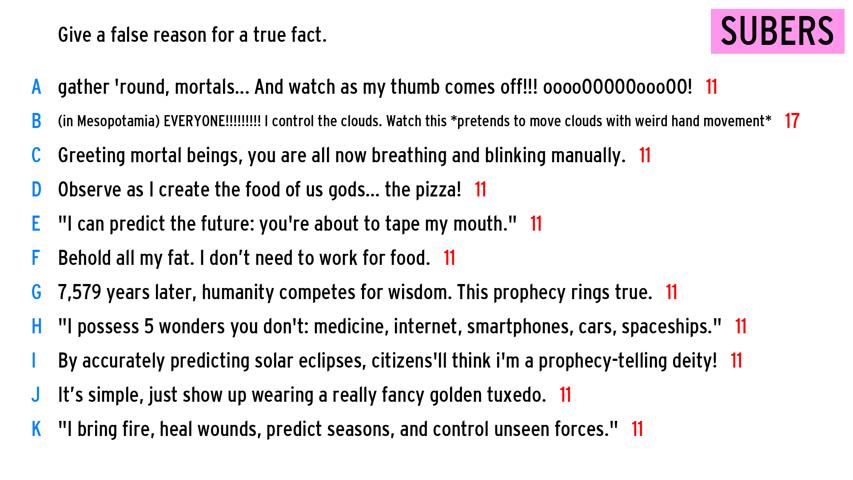 Give a false reason for a true fact.
SUBERS
A gather 'round, mortals... And watch as my thumb comes off!!! oooo00000ooo00! 11
B (in Mesopotamia) EVERYONE!!!!!!!!! I control the clouds. Watch this *pretends to move clouds with weird hand movement* 17
C Greeting mortal beings, you are all now breathing and blinking manually. 11
D Observe as I create the food of us gods... the pizza! 11
E "I can predict the future: you're about to tape my mouth." 11
F Behold all my fat. I don’t need to work for food. 11
G 7,579 years later, humanity competes for wisdom. This prophecy rings true. 11
H "I possess 5 wonders you don't: medicine, internet, smartphones, cars, spaceships." 11
I By accurately predicting solar eclipses, citizens'll think i'm a prophecy-telling deity! 11
J It’s simple, just show up wearing a really fancy golden tuxedo. 11
K "I bring fire, heal wounds, predict seasons, and control unseen forces." 11